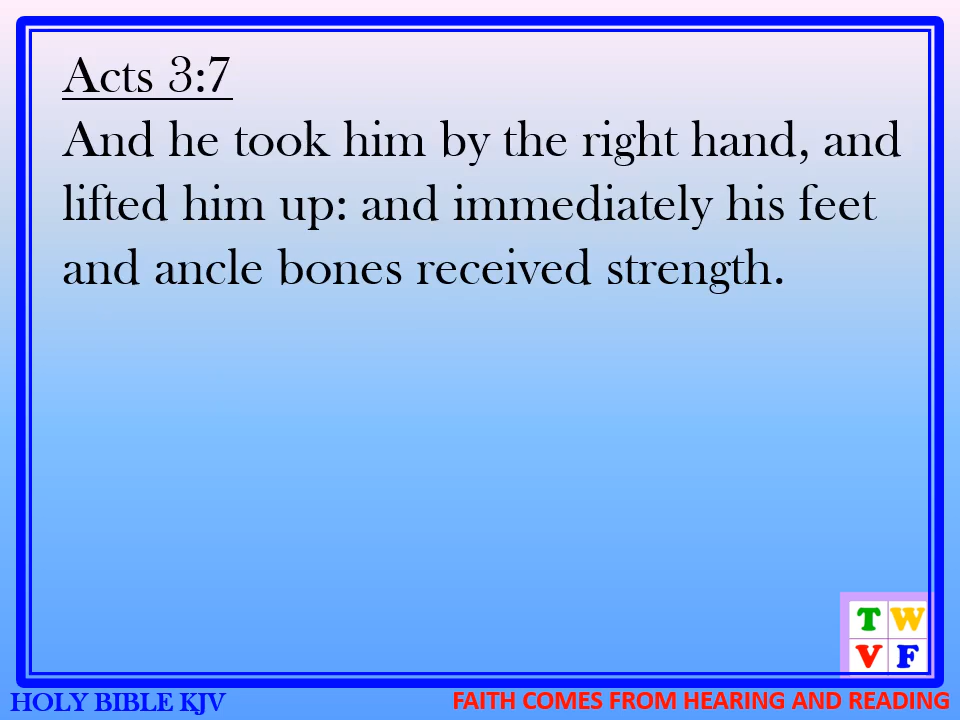 Acts 3:7
And he took him by the right hand, and
lifted him up: and immediately his feet
and ancle bones received strength.
T W
V F
HOLY BIBLE KJV
FAITH COMES FROM HEARING AND READING